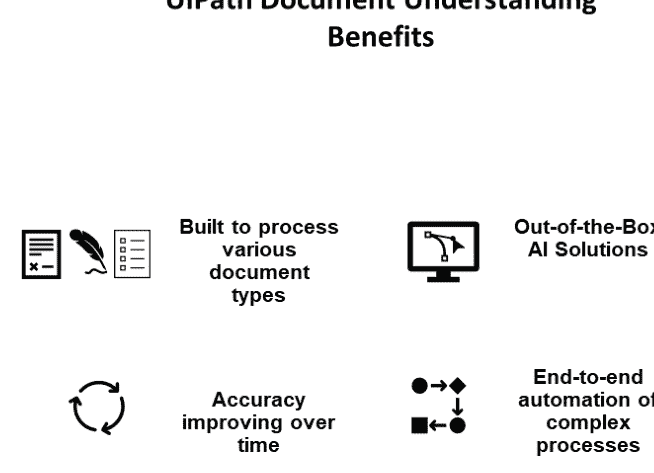 UiPath Document Understanding
Benefits
Built to process
various
document
types
Out-of-the-Box
AI Solutions
Accuracy
improving over
time
End-to-end
automation of
complex
processes